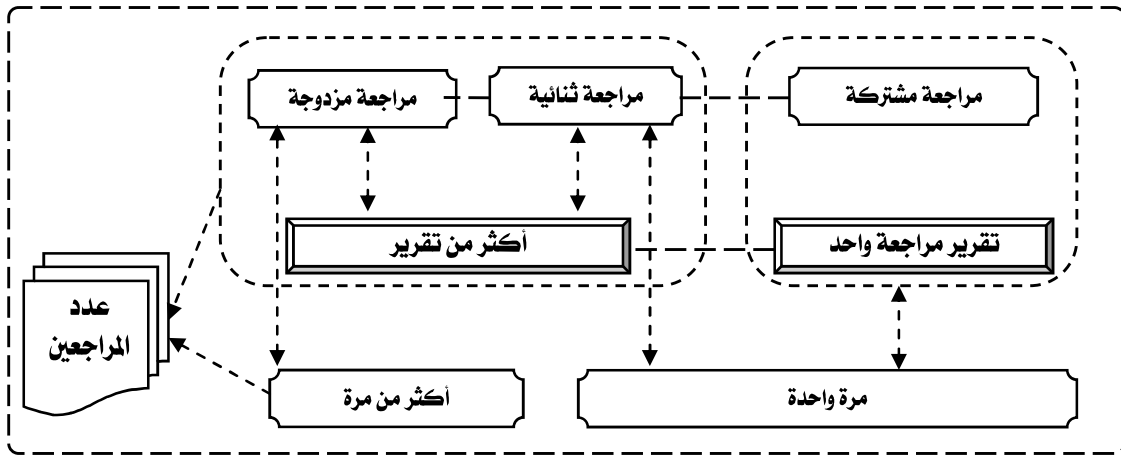 مراجعة مشتركة
مراجعة ثنائية
مراجعة مزدوجة
تقرير مراجعة واحد
أكثر من تقرير
عدد
المراجعين
مرة واحدة
أكثر من مرة